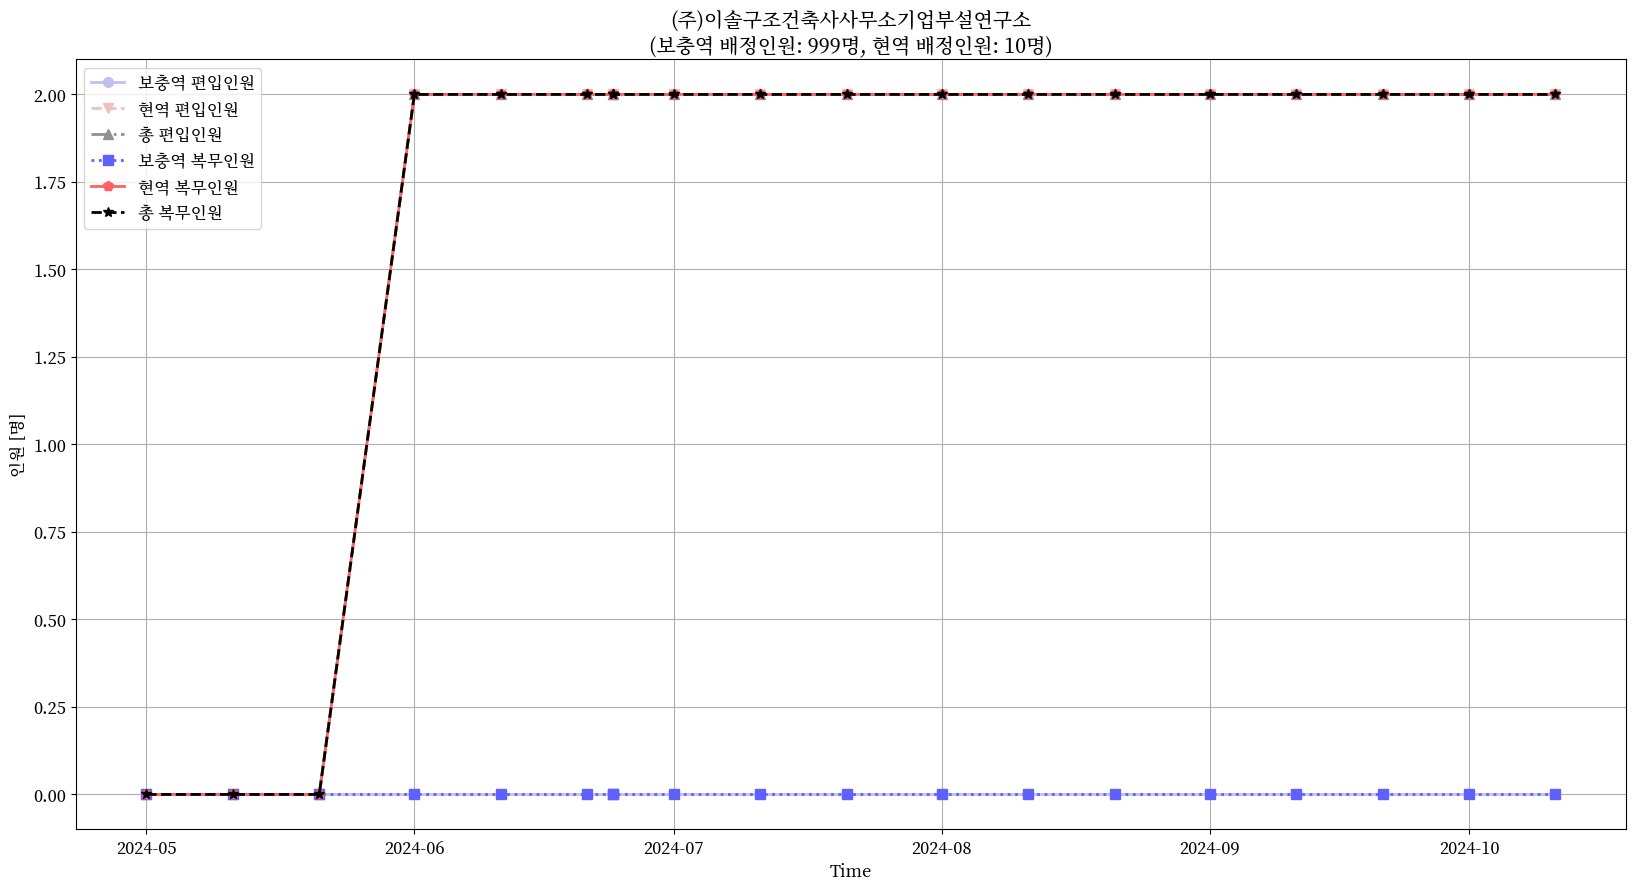 (주)이솔구조건축사사무소기업부설연구소
(보충역 배정인원: 999명, 현역 배정인원: 10명)
보충역 편입인원
현역 편입인원
총 편입인원
보충역 복무인원
현역 복무인원
총 복무인원
2.00
1.75
1.50
1.25
1.00
0.75
0.50
0.25
0.00
인원 [명]
2024-05
2024-06
2024-07
2024-08
2024-09
2024-10
Time